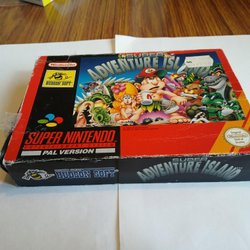 Nintendo
HUDSON SOFT
SUPER
ADVENTURE ISLAND
SUPER NINTENDO
ENTERTAINMENT SYSTEM
PAL VERSION
HUDSON SOFT
SUPER
ADVENTURE ISLAND